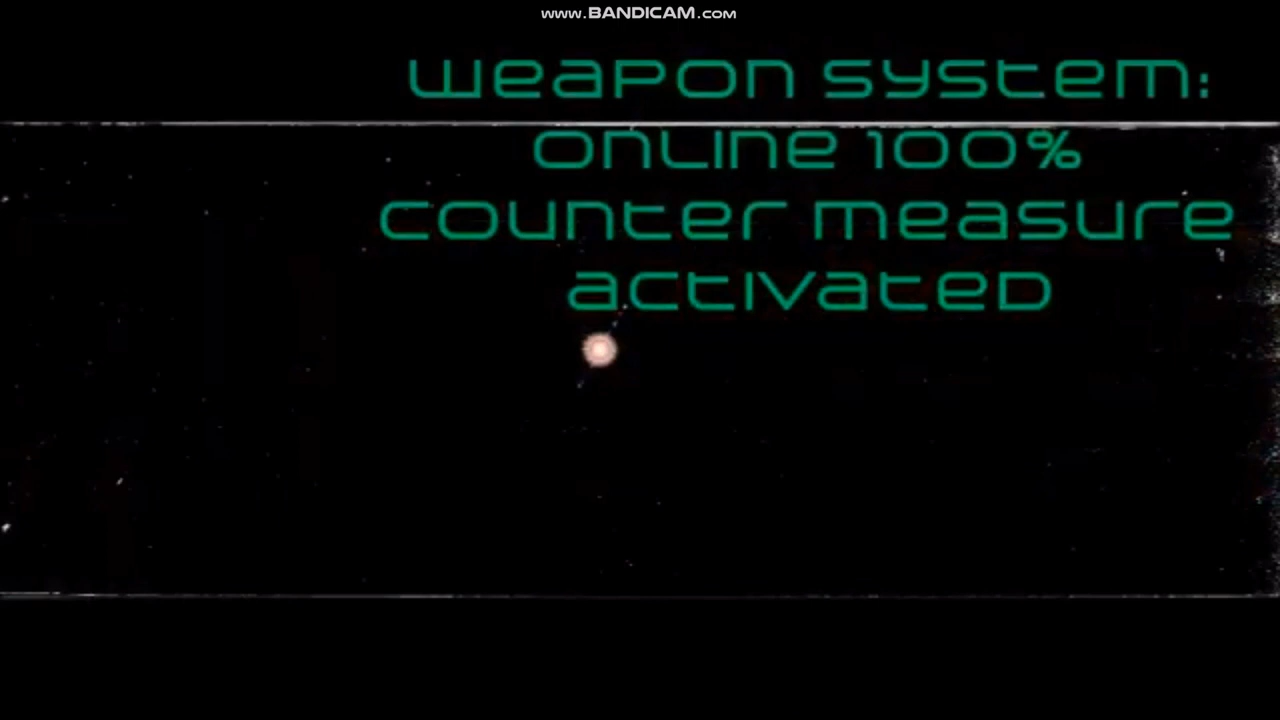 www.BANDICAM.com
weapon system:
online 100%
counter measure
activated